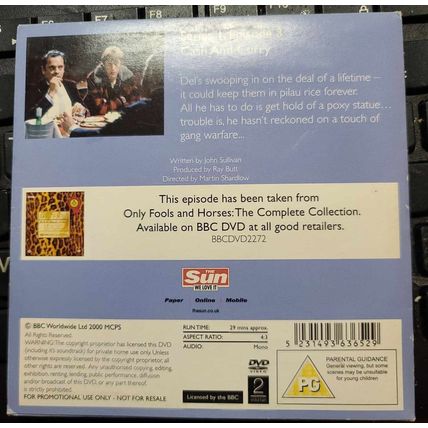 Series 1, Episode 3
Cash And Curry
Del's swooping in on the deal of a lifetime –
it could keep them in pilau rice forever.
All he has to do is get hold of a poxy statue...
trouble is, he hasn't reckoned on a touch of
gang warfare...
Written by John Sullivan
Produced by Ray Butt
Directed by Martin Shardlow
This episode has been taken from
Only Fools and Horses: The Complete Collection.
Available on BBC DVD at all good retailers.
BBCDVD2272
THE
Sun
WE LOVE IT
Paper Online Mobile
thesun.co.uk
© BBC Worldwide Ltd 2000 MCPS
All Rights Reserved.
WARNING: The copyright proprietor has licensed this DVD
(including it's soundtrack) for private home use only. Unless
otherwise expressly licensed by the copyright proprietor, all
other rights are reserved. Any unauthorised copying, editing,
exhibition, renting, lending, public performance, diffusion
and/or broadcast of this DVD, or any part thereof,
is strictly prohibited.
FOR PROMOTIONAL USE ONLY - NOT FOR RESALE
RUN TIME: 29 mins approx.
ASPECT RATIO: 4:3
AUDIO: Mono
Licensed by the BBC
DVD
VIDEO
2
5 231493 636529
PG
PARENTAL GUIDANCE
General viewing, but some
scenes may be unsuitable
for young children